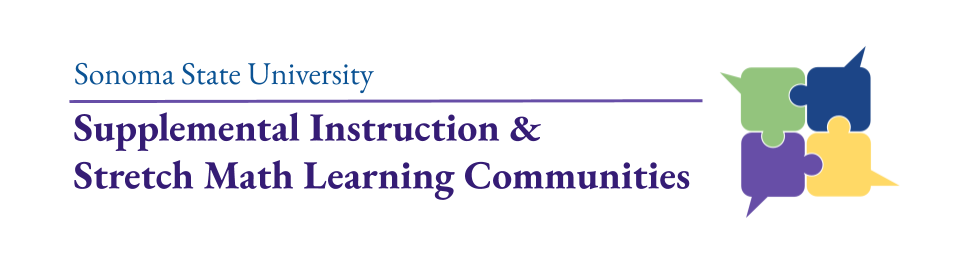 Sonoma State University
Supplemental Instruction &
Stretch Math Learning Communities